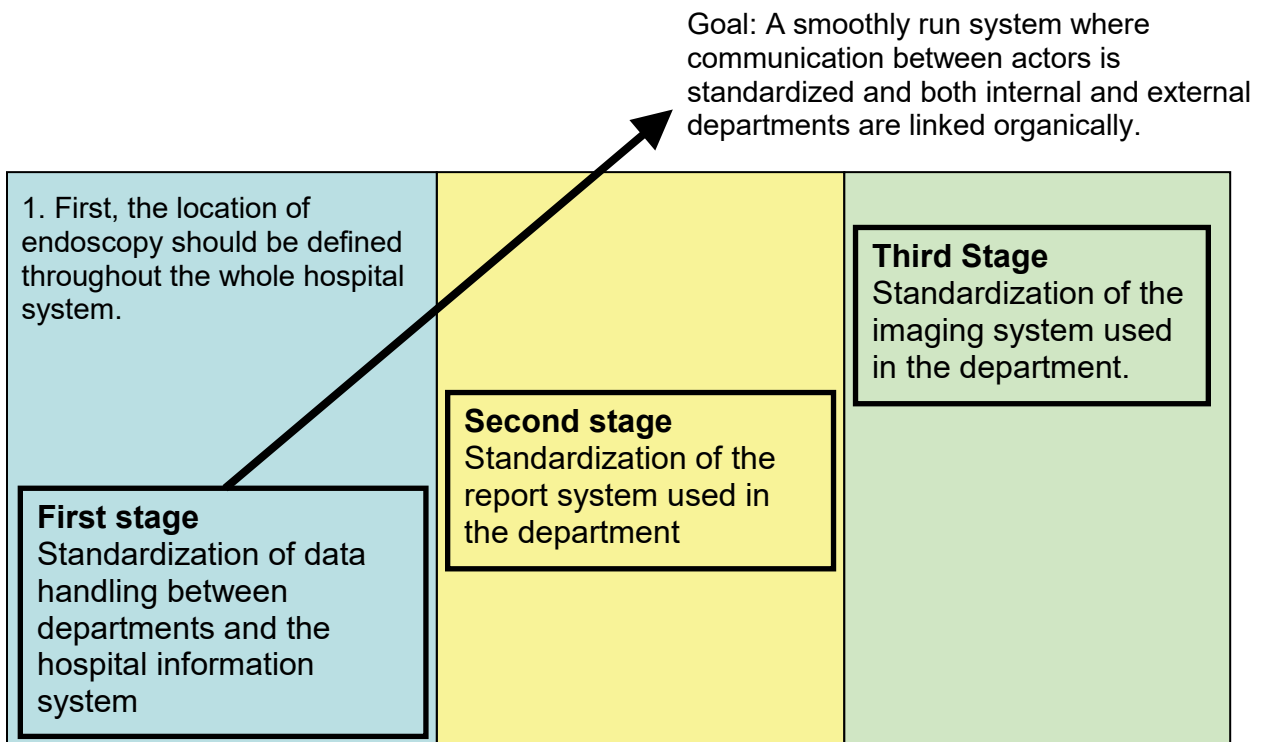 Goal: A smoothly run system where
communication between actors is
standardized and both internal and external
departments are linked organically.
1. First, the location of
endoscopy should be defined
throughout the whole hospital
system.
First stage
Standardization of data
handling between
departments and the
hospital information
system
Second stage
Standardization of the
report system used in
the department
Third Stage
Standardization of the
imaging system used
in the department.